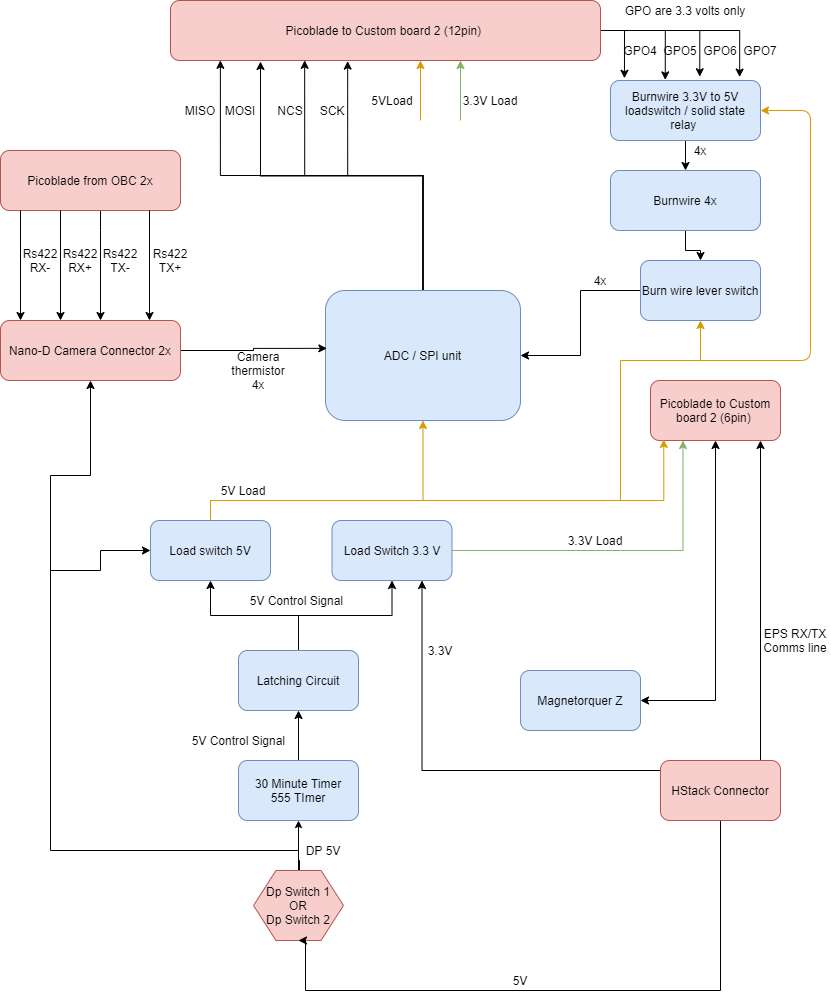 GPO are 3.3 volts only
Picoblade to Custom board 2 (12pin)
GPO4
GPO5
GPO6
GPO7
MISO
MOSI
NCS
SCK
5VLoad
3.3V Load
Burnwire 3.3V to 5V
loadswitch / solid state
relay
4x
Picoblade from OBC 2x
Burnwire 4x
Rs422
RX-
Rs422
RX+
Rs422
TX-
Rs422
TX+
4x
Burn wire lever switch
Nano-D Camera Connector 2x
Camera
thermistor
4x
ADC / SPI unit
Picoblade to Custom
board 2 (6pin)
5V Load
Load switch 5V
Load Switch 3.3 V
3.3V Load
5V Control Signal
3.3V
EPS RX/TX
Comms line
Latching Circuit
Magnetorquer Z
5V Control Signal
30 Minute Timer
555 TImer
HStack Connector
DP 5V
Dp Switch 1
OR
Dp Switch 2
5V